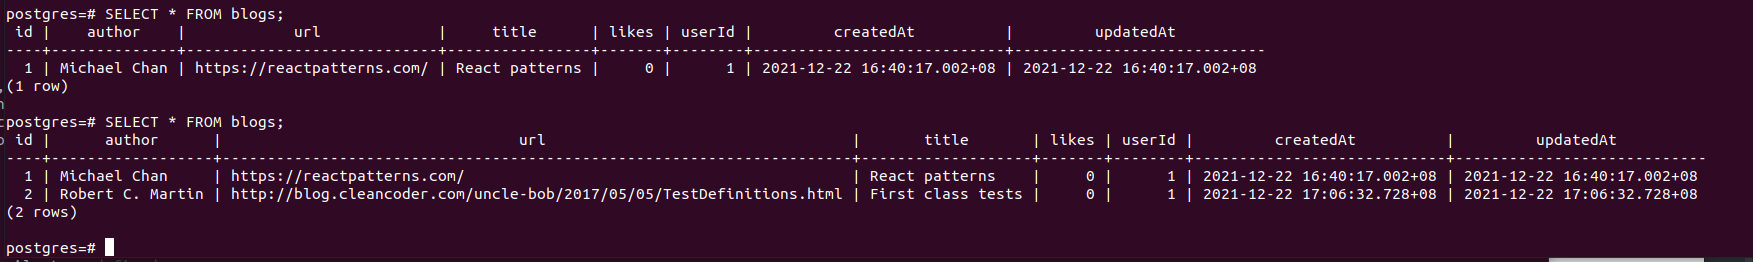 postgres=# SELECT * FROM blogs;
 id |    author    |            url             |     title      | likes | userId |         createdAt          |         updatedAt
----+--------------+----------------------------+----------------+-------+--------+----------------------------+----------------------------
  1 | Michael Chan | https://reactpatterns.com/ | React patterns |     0 |      1 | 2021-12-22 16:40:17.002+08 | 2021-12-22 16:40:17.002+08
(1 row)
postgres=# SELECT * FROM blogs;
 id |      author      |                                 url                                 |       title       | likes | userId |         createdAt          |         updatedAt
----+------------------+---------------------------------------------------------------------+-------------------+-------+--------+----------------------------+----------------------------
  1 | Michael Chan     | https://reactpatterns.com/                                          | React patterns    |     0 |      1 | 2021-12-22 16:40:17.002+08 | 2021-12-22 16:40:17.002+08
  2 | Robert C. Martin | http://blog.cleancoder.com/uncle-bob/2017/05/05/TestDefinitions.html | First class tests |     0 |      1 | 2021-12-22 17:06:32.728+08 | 2021-12-22 17:06:32.728+08
(2 rows)
postgres=#